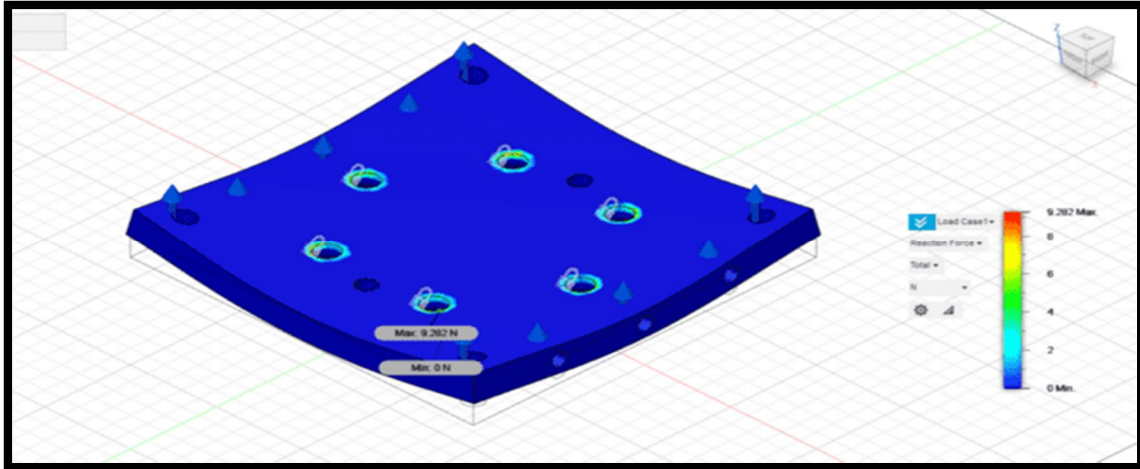 Z
TOP
X
Load Case1
9.282 Max.
8
Reaction Force
Total
6
N
4
2
0 Min.
Max: 9.282 N
Min: 0 N